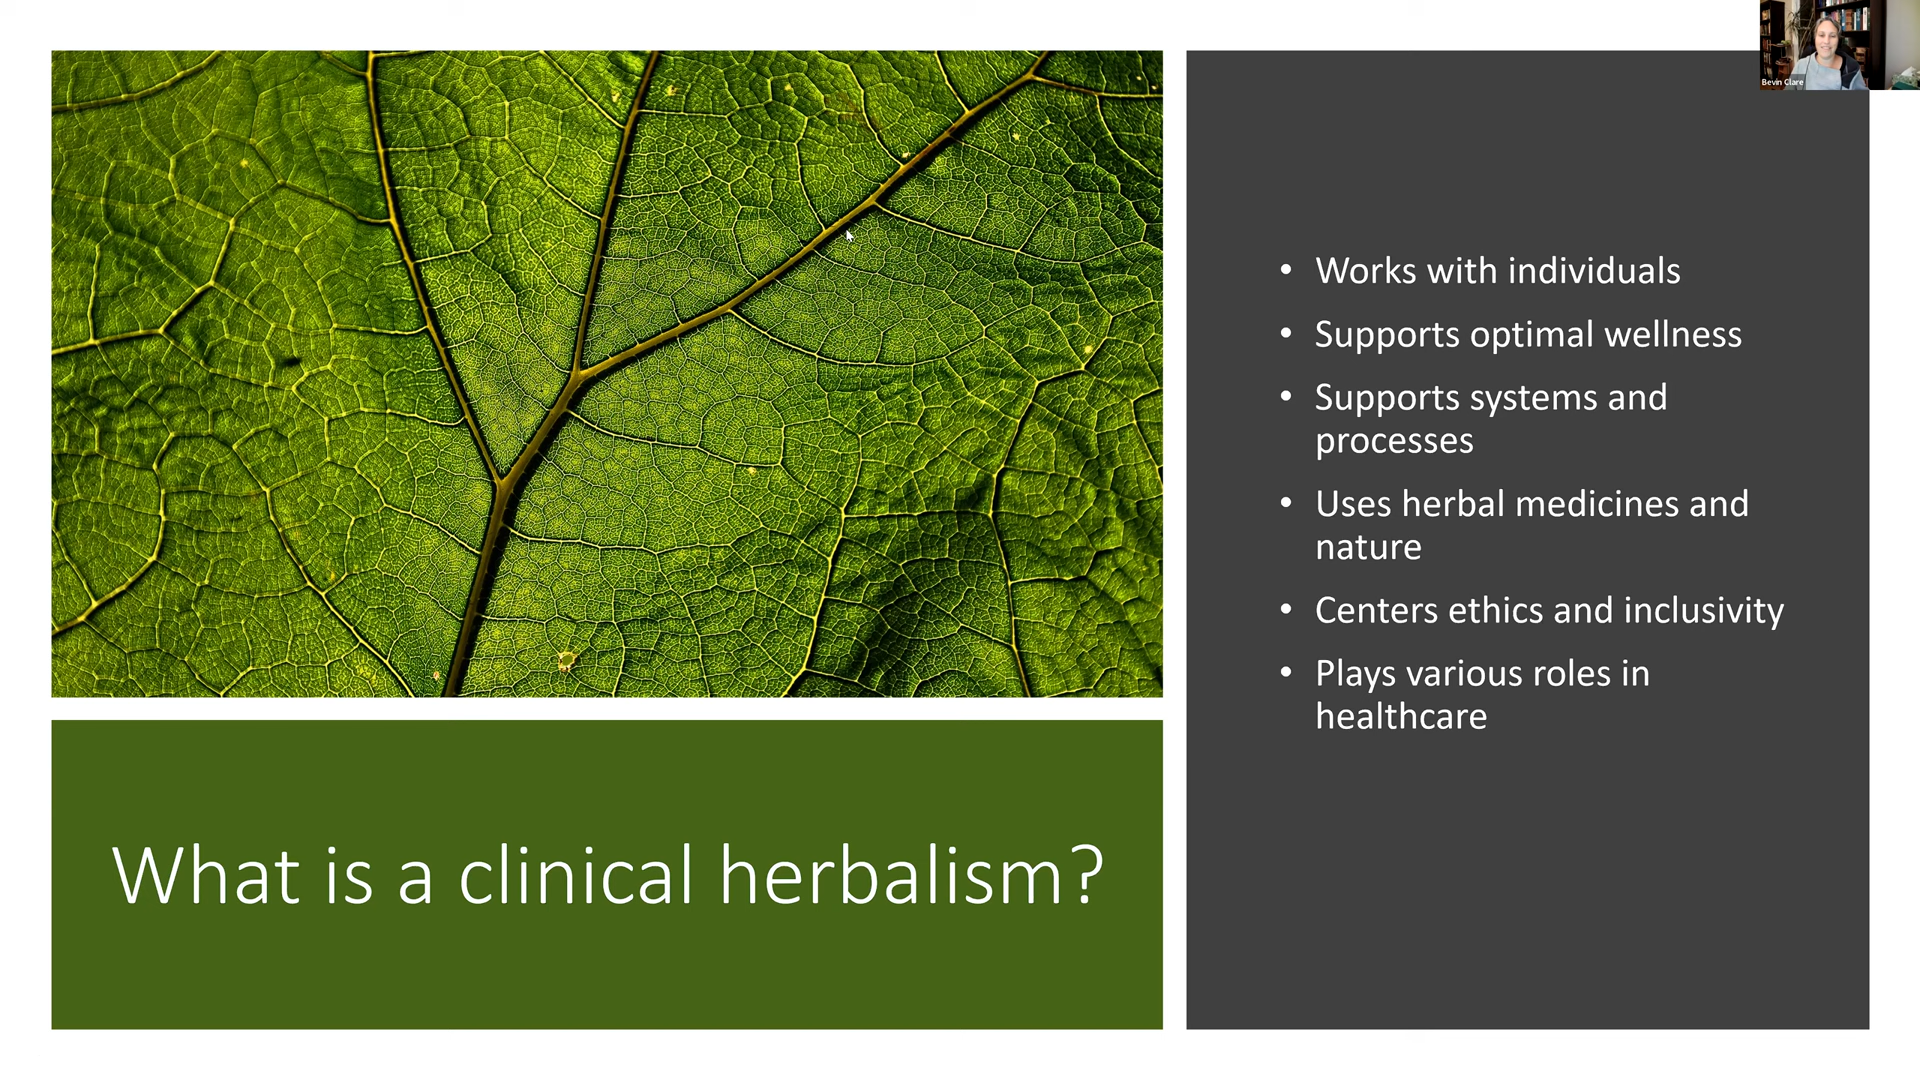 Bevin Clare
• Works with individuals
• Supports optimal wellness
• Supports systems and
processes
• Uses herbal medicines and
nature
• Centers ethics and inclusivity
• Plays various roles in
healthcare
What is a clinical herbalism?